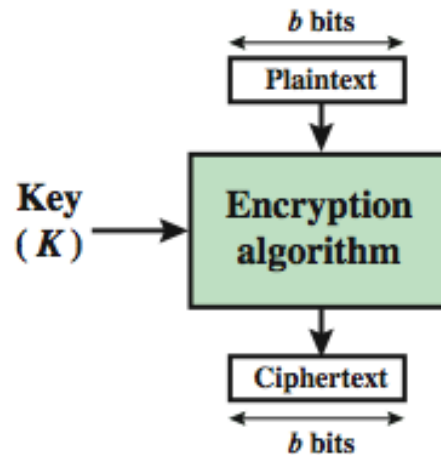 b bits
Plaintext
Key
(K)
Encryption
algorithm
Ciphertext
b bits